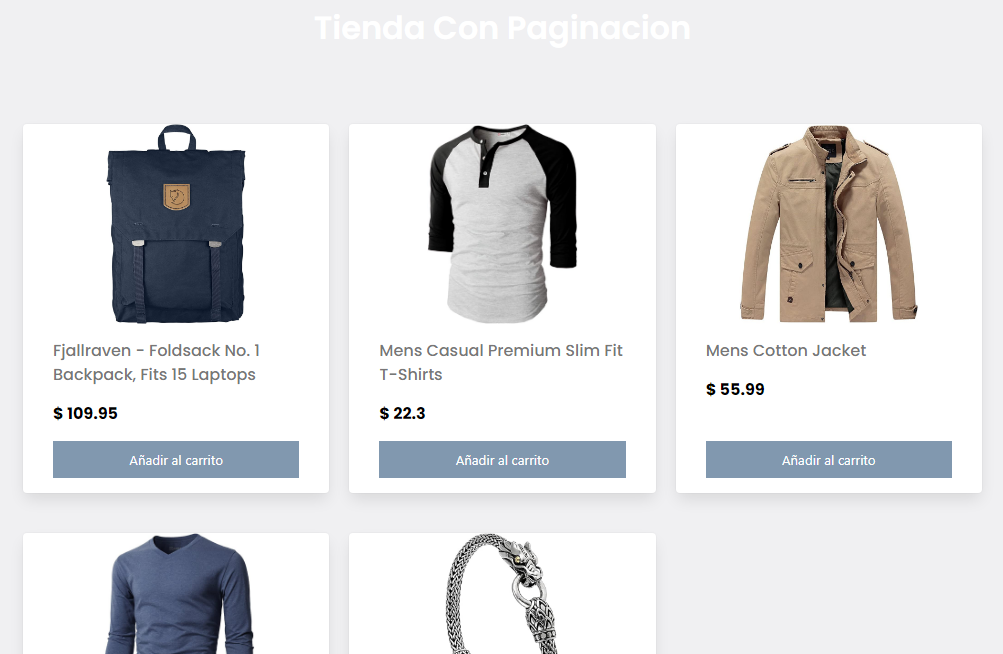 Tienda Con Paginacion
Fjallraven - Foldsack No. 1
Backpack, Fits 15 Laptops
$ 109.95
Añadir al carrito
Mens Casual Premium Slim Fit
T-Shirts
$ 22.3
Añadir al carrito
Mens Cotton Jacket
$ 55.99
Añadir al carrito